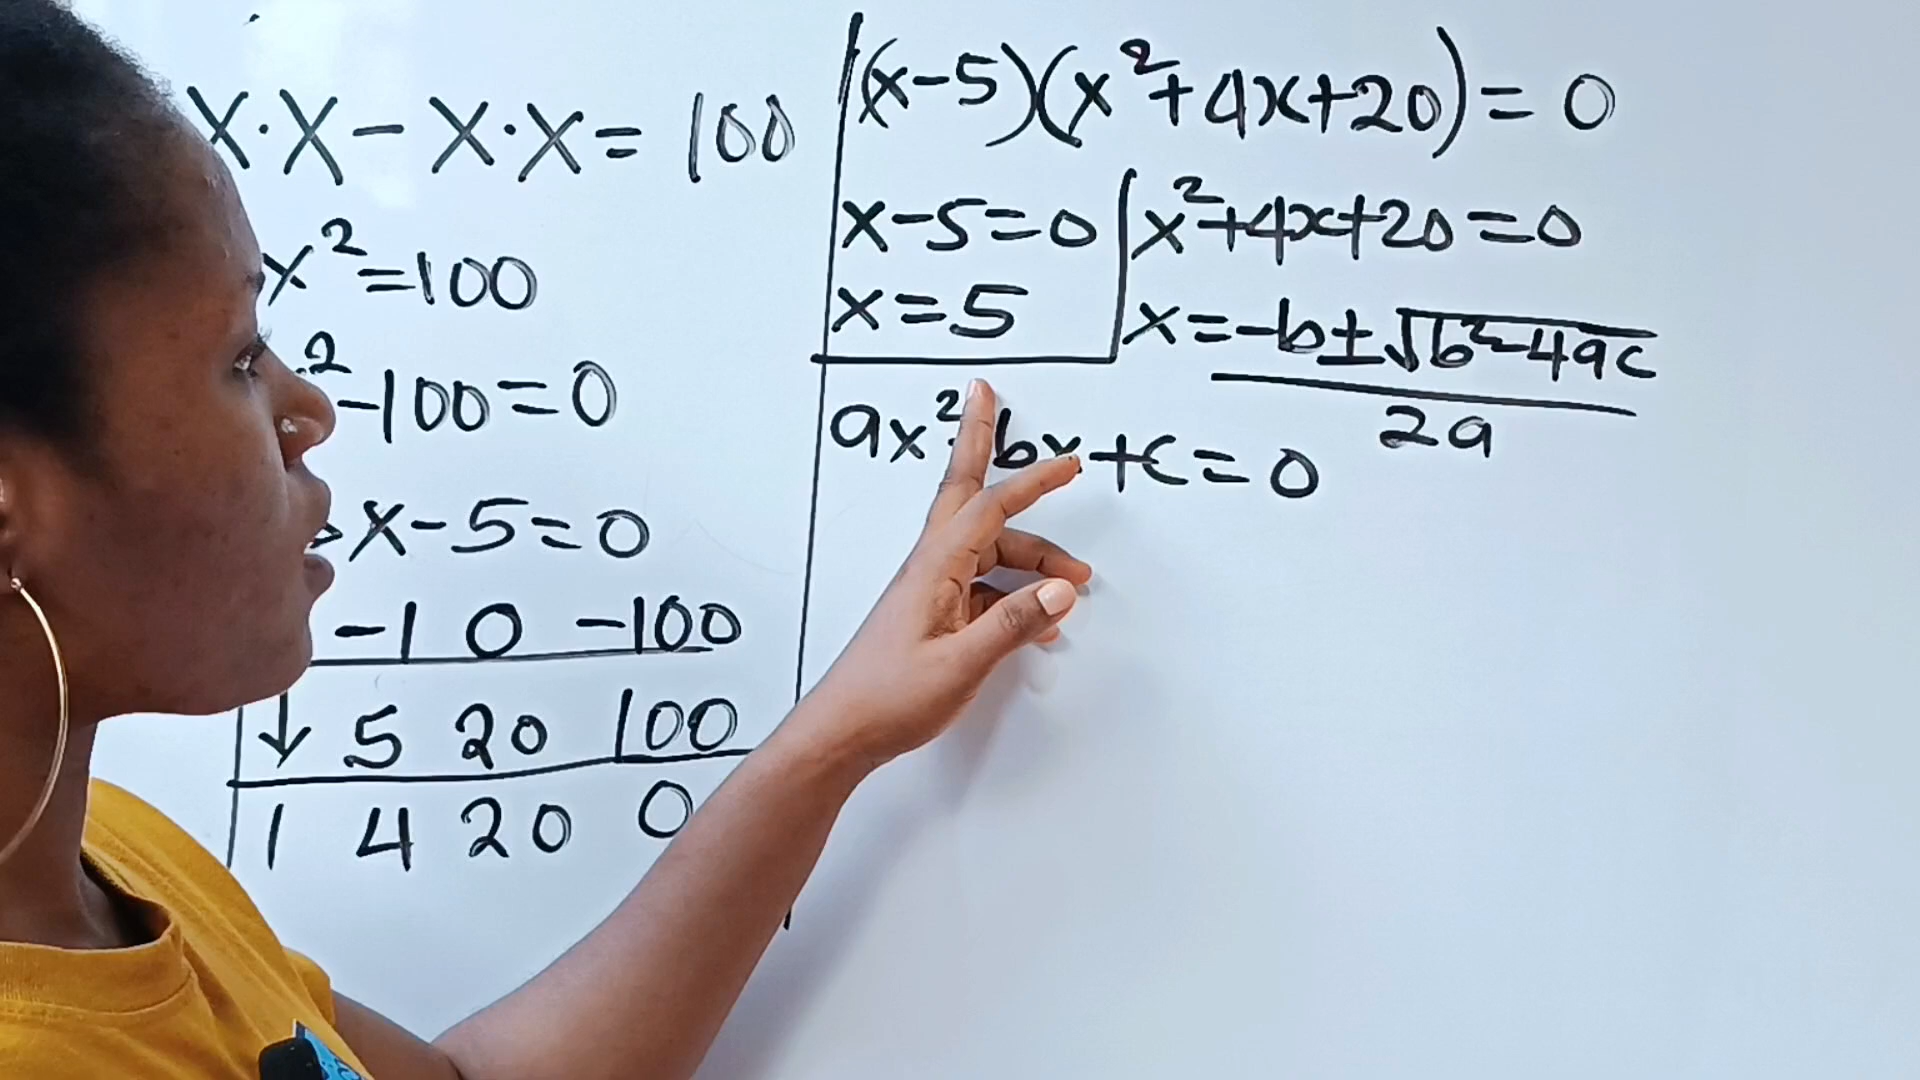 X·X-X·X=100
x²=100
²-100=0
x-5=0
-1 0 -100
5 20 100
1 4 20 0
(x-5)(x²+4x+20)=0
x-5=0
x=5
x²+4x+20=0
x=-b±√b²-4ac
2a
ax² bx+c=0